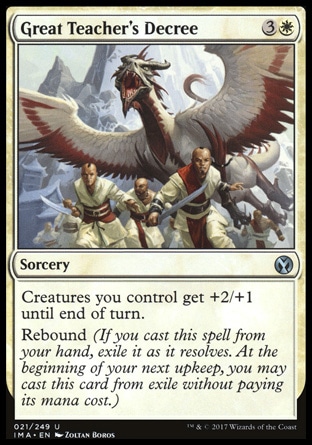 Great Teacher's Decree 3
Sorcery
Creatures you control get +2/+1
until end of turn.
Rebound (If you cast this spell from
your hand, exile it as it resolves. At the
beginning of your next upkeep, you may
cast this card from exile without paying
its mana cost.)
021/249 U
IMA • EN Zoltan Boros
™ & © 2017 Wizards of the Coast